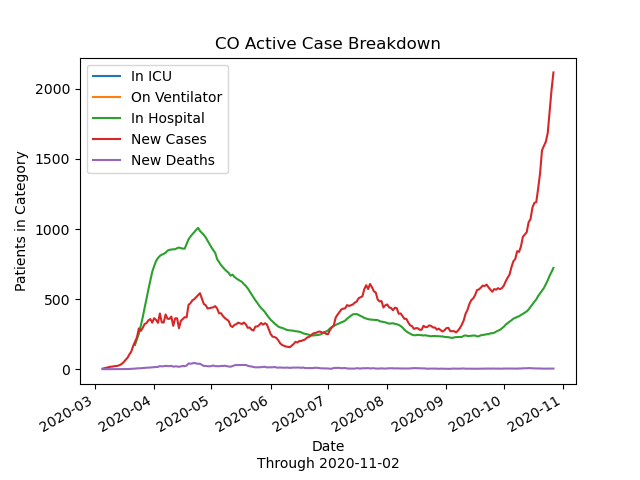 CO Active Case Breakdown
In ICU
On Ventilator
In Hospital
New Cases
New Deaths
Patients in Category
2000
1500
1000
500
0
2020-03
2020-04
2020-05
2020-06
2020-07
2020-08
2020-09
2020-10
2020-11
Date
Through 2020-11-02